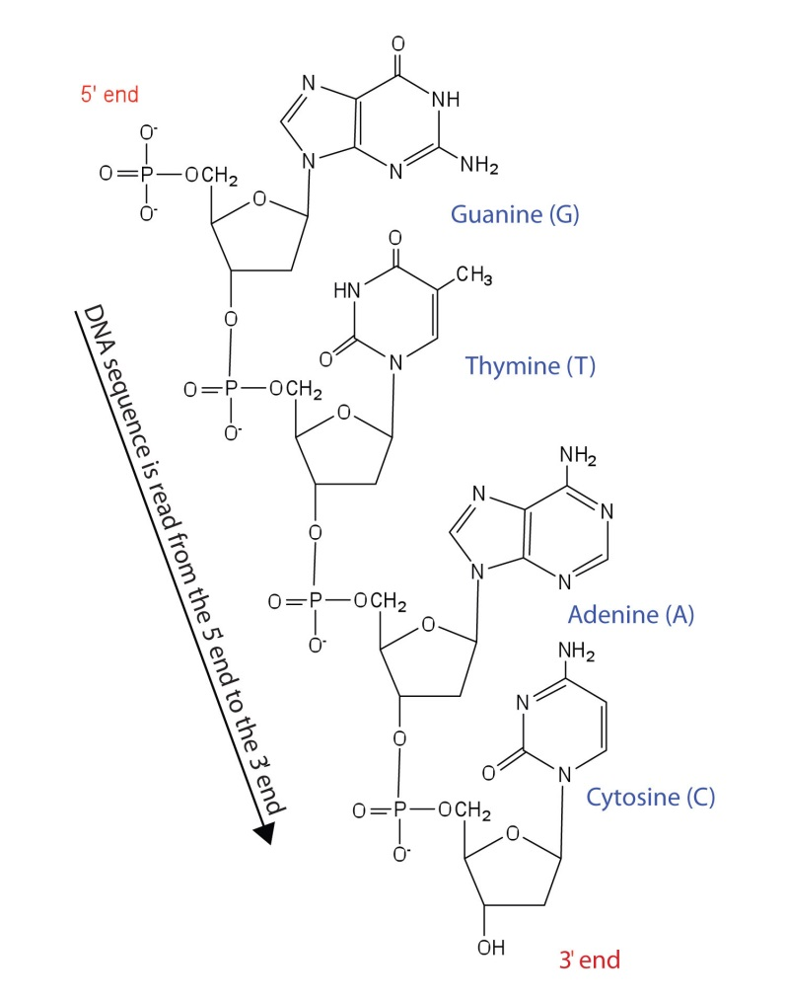 O
N
NH
5' end
O-
O=P—OCH2
N
N
NH2
O-
O
Guanine (G)
O
CH3
HN
O
O
N
Thymine (T)
O=P—OCH2
O-
O
NH2
N
N
O
N
N
O=P—OCH2
Adenine (A)
O-
O
NH2
N
O
O
N
Cytosine (C)
O=P—OCH2
O-
O
OH
3' end
DNA sequence is read from the 5' end to the 3' end